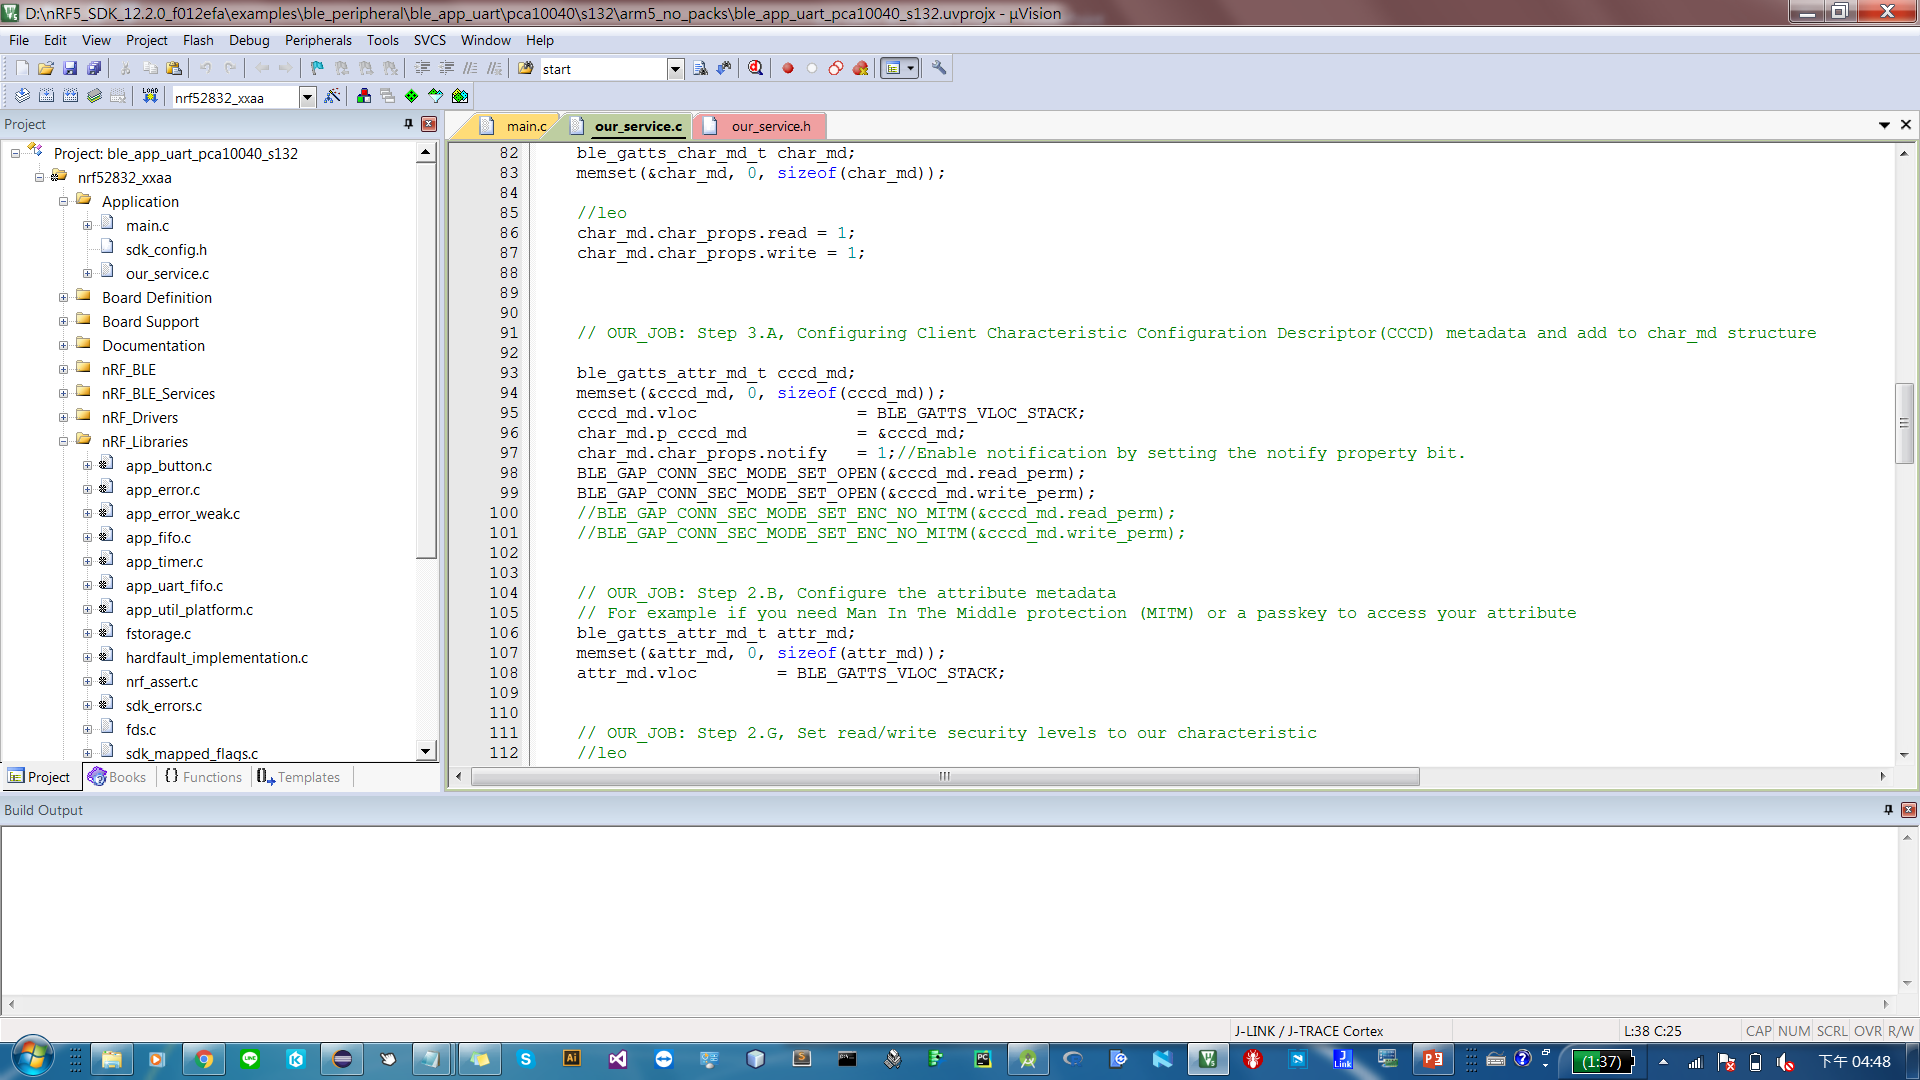 D:\nRF5_SDK_12.2.0_f012efa\examples\ble_peripheral\ble_app_uart\pca10040\s132\arm5_no_packs\ble_app_uart_pca10040_s132.uvprojx - µVision
File Edit View Project Flash Debug Peripherals Tools SVCS Window Help
start
LOAD
nrf52832_xxaa
Project
main.c our_service.c our_service.h
Project: ble_app_uart_pca10040_s132
nrf52832_xxaa
Application
main.c
sdk_config.h
our_service.c
Board Definition
Board Support
Documentation
nRF_BLE
nRF_BLE_Services
nRF_Drivers
nRF_Libraries
app_button.c
app_error.c
app_error_weak.c
app_fifo.c
app_timer.c
app_uart_fifo.c
app_util_platform.c
fstorage.c
hardfault_implementation.c
nrf_assert.c
sdk_errors.c
fds.c
sdk_mapped_flags.c
Project Books {} Functions Templates
82 ble_gatts_char_md_t char_md;
83 memset(&char_md, 0, sizeof(char_md));
84
85 //leo
86 char_md.char_props.read = 1;
87 char_md.char_props.write = 1;
88
89
90
91 // OUR_JOB: Step 3.A, Configuring Client Characteristic Configuration Descriptor(CCCD) metadata and add to char_md structure
92
93 ble_gatts_attr_md_t cccd_md;
94 memset(&cccd_md, 0, sizeof(cccd_md));
95 cccd_md.vloc = BLE_GATTS_VLOC_STACK;
96 char_md.p_cccd_md = &cccd_md;
97 char_md.char_props.notify = 1;//Enable notification by setting the notify property bit.
98 BLE_GAP_CONN_SEC_MODE_SET_OPEN(&cccd_md.read_perm);
99 BLE_GAP_CONN_SEC_MODE_SET_OPEN(&cccd_md.write_perm);
100 //BLE_GAP_CONN_SEC_MODE_SET_ENC_NO_MITM(&cccd_md.read_perm);
101 //BLE_GAP_CONN_SEC_MODE_SET_ENC_NO_MITM(&cccd_md.write_perm);
102
103
104 // OUR_JOB: Step 2.B, Configure the attribute metadata
105 // For example if you need Man In The Middle protection (MITM) or a passkey to access your attribute
106 ble_gatts_attr_md_t attr_md;
107 memset(&attr_md, 0, sizeof(attr_md));
108 attr_md.vloc = BLE_GATTS_VLOC_STACK;
109
110
111 // OUR_JOB: Step 2.G, Set read/write security levels to our characteristic
112 //leo
Build Output
J-LINK / J-TRACE Cortex L:38 C:25 CAP NUM SCRL OVR R/W
(1:37) 下午 04:48